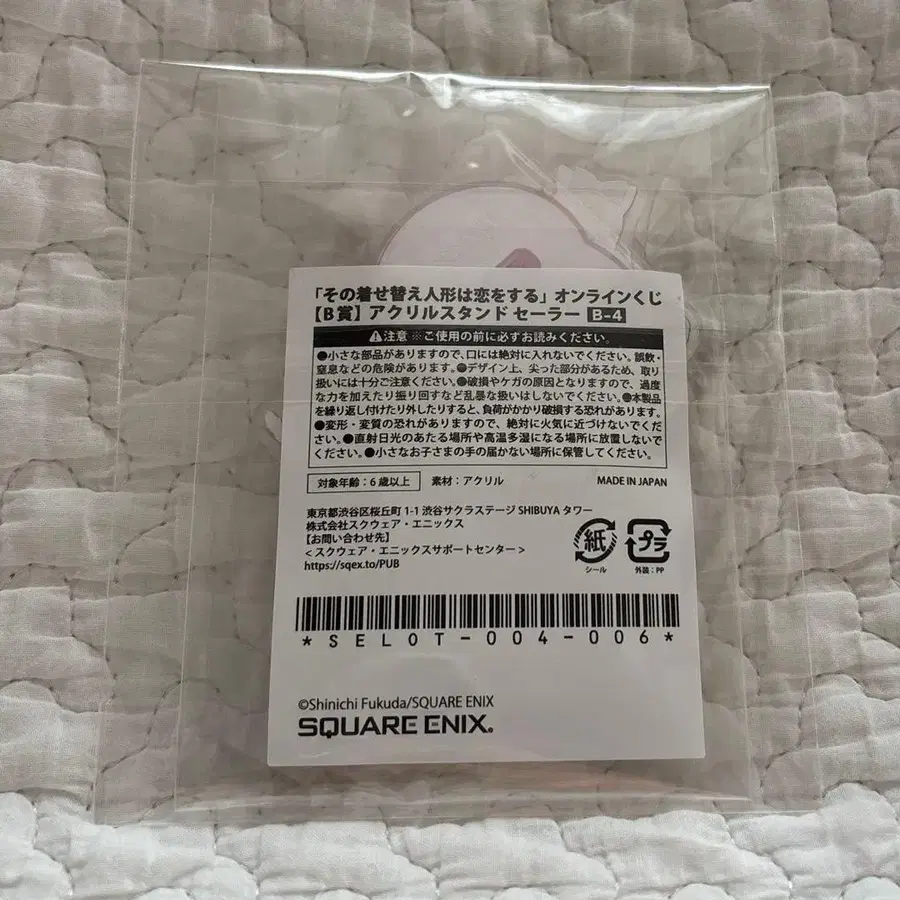 「その着せ替え人形は恋をする」オンラインくじ
【B賞】アクリルスタンド セーラー B-4
⚠注意 ※ご使用の前に必ずお読みください。
●小さな部品がありますので、口には絶対に入れないでください。誤飲・
窒息などの危険があります。●デザイン上、尖った部分があるため、取り
扱いには十分ご注意ください。●破損やケガの原因となりますので、過度
な力を加えたり振り回すなど乱暴な扱いはしないでください。●本製品
を繰り返し付けたり外したりすると、負荷がかかり破損する恐れがあります。
●変形・変質の恐れがありますので、絶対に火気に近づけないでくださ
い。●直射日光のあたる場所や高温多湿になる場所に放置しないで
ください。●小さなお子さまの手の届かない場所に保管してください。
対象年齢：6歳以上 素材：アクリル MADE IN JAPAN
東京都渋谷区桜丘町1-1 渋谷サクラステージ SHIBUYA タワー
株式会社スクウェア・エニックス
【お問い合わせ先】
＜スクウェア・エニックスサポートセンター＞
https://sqex.to/PUB
紙 プラ
シール 外装：PP
*SELOT-004-006*
©Shinichi Fukuda/SQUARE ENIX
SQUARE ENIX®